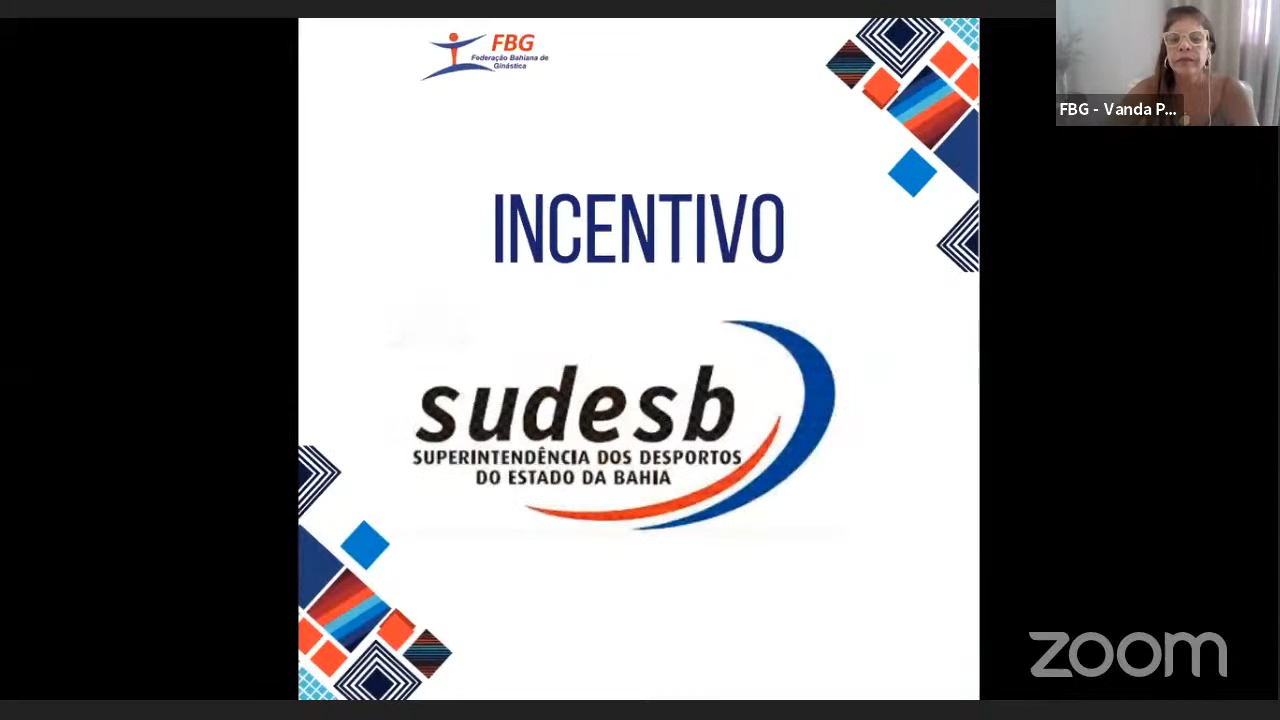 FBG
Federação Bahiana de
Ginástica
FBG - Vanda P...
INCENTIVO
sudesb
SUPERINTENDÊNCIA DOS DESPORTOS
DO ESTADO DA BAHIA
zoom